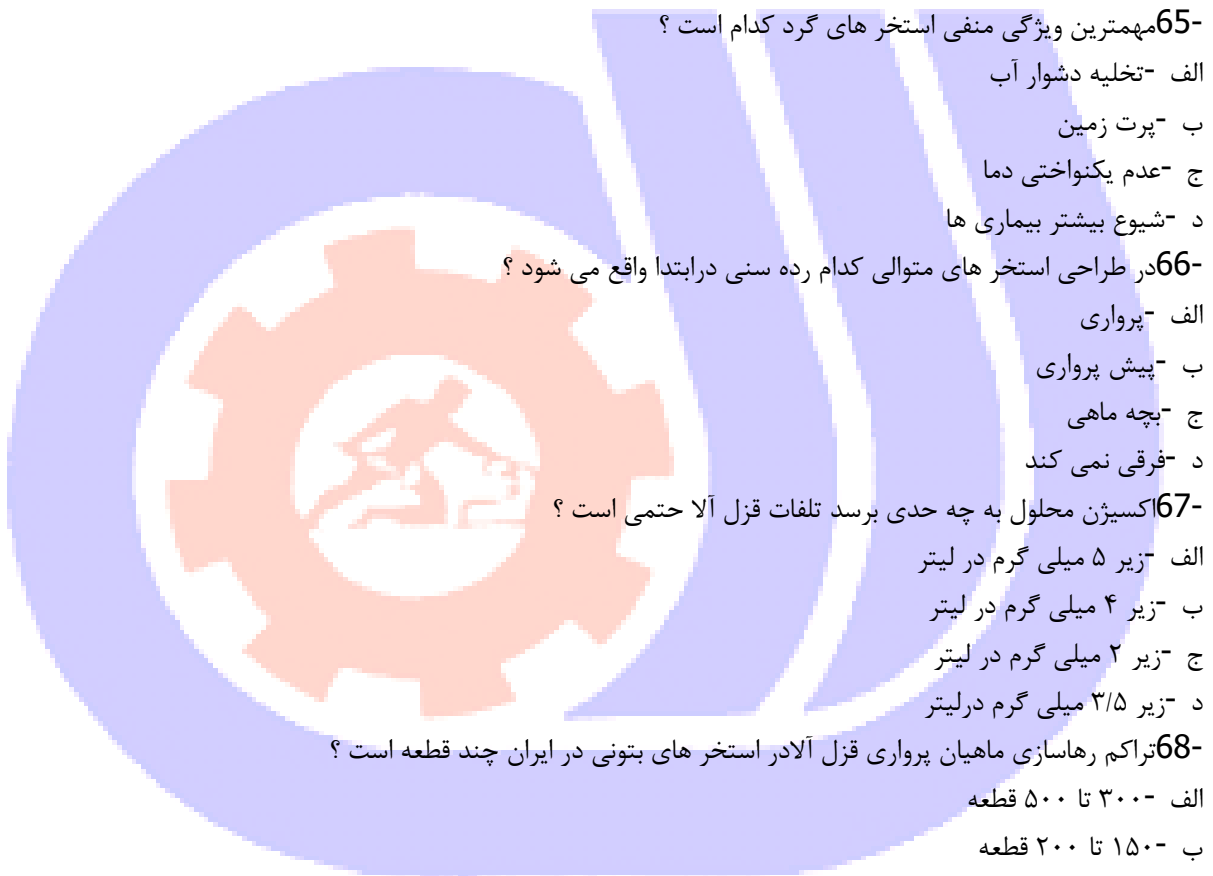 65-مهمترین ویژگی منفی استخر های گرد کدام است ؟
الف -تخلیه دشوار آب
ب -پرت زمین
ج -عدم یکنواختی دما
د -شیوع بیشتر بیماری ها
66-در طراحی استخر های متوالی کدام رده سنی درابتدا واقع می شود ؟
الف -پرواری
ب -پیش پرواری
ج -بچه ماهی
د -فرقی نمی کند
67-اکسیژن محلول به چه حدی برسد تلفات قزل آلا حتمی است ؟
الف -زیر ۵ میلی گرم در لیتر
ب -زیر ۴ میلی گرم در لیتر
ج -زیر ۲ میلی گرم در لیتر
د -زیر ۳/۵ میلی گرم درلیتر
68-تراکم رهاسازی ماهیان پرواری قزل آلادر استخر های بتونی در ایران چند قطعه است ؟
الف -۳۰۰ تا ۵۰۰ قطعه
ب -۱۵۰ تا ۲۰۰ قطعه